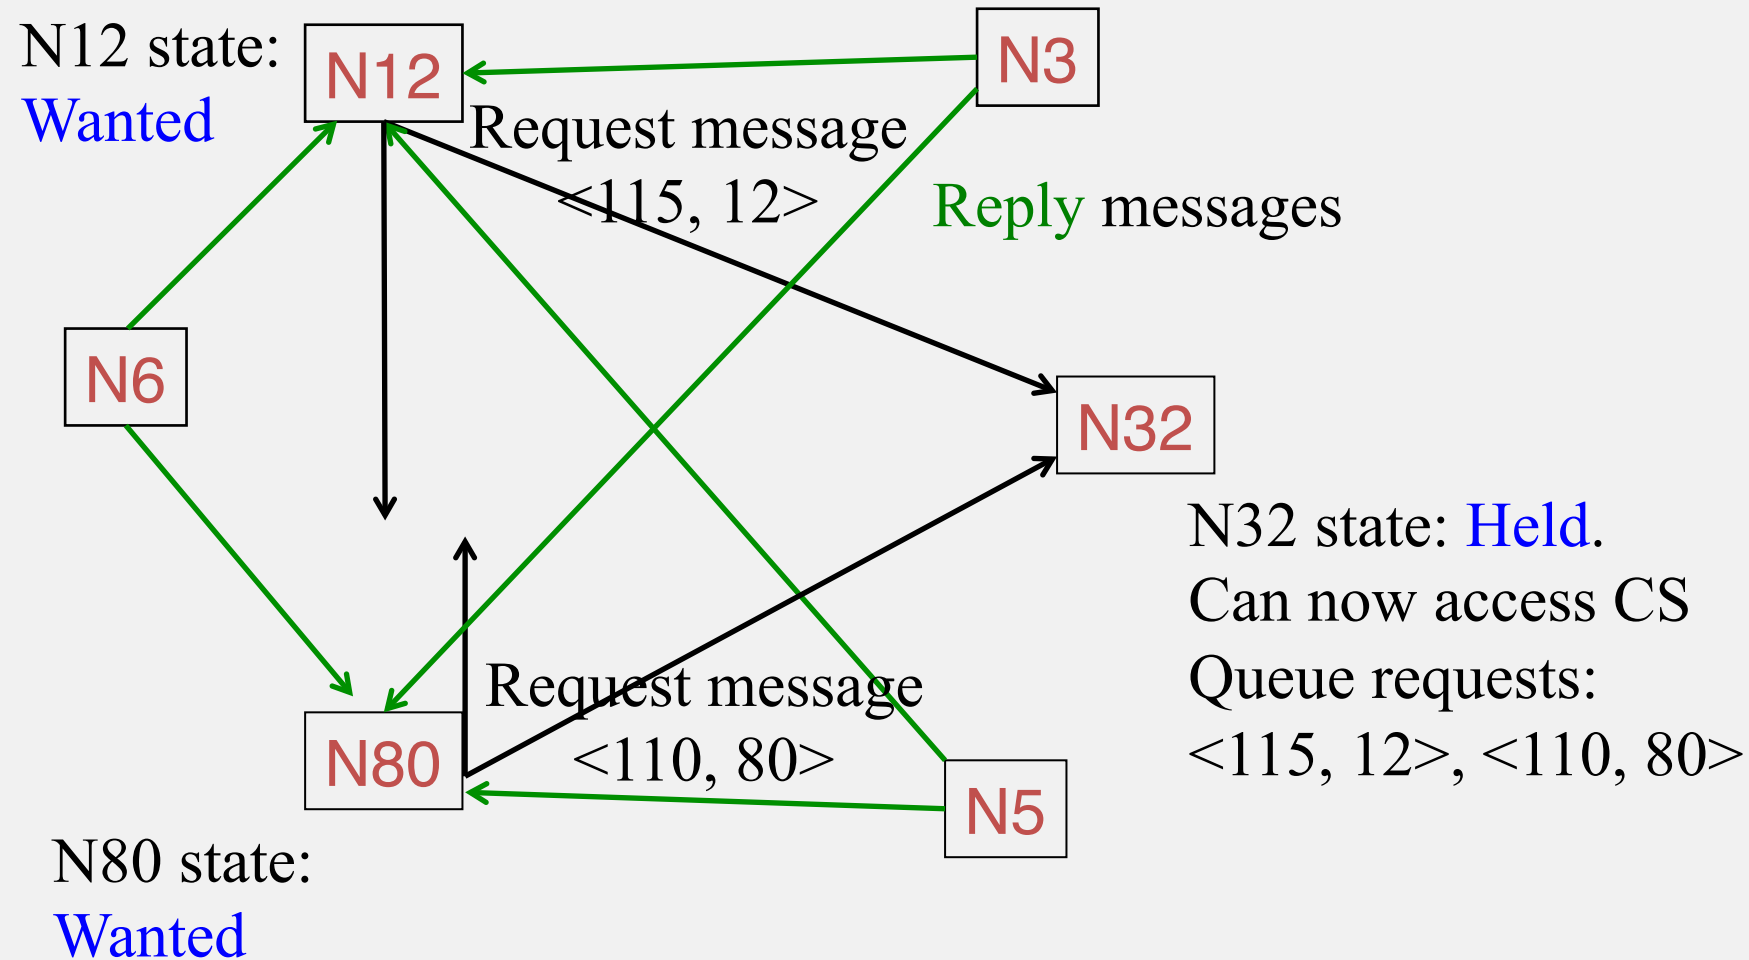 N12 state:
Wanted
N12
N3
Request message
<115, 12>
Reply messages
N6
N32
N32 state: Held.
Can now access CS
Queue requests:
<115, 12>, <110, 80>
Request message
<110, 80>
N80
N5
N80 state:
Wanted